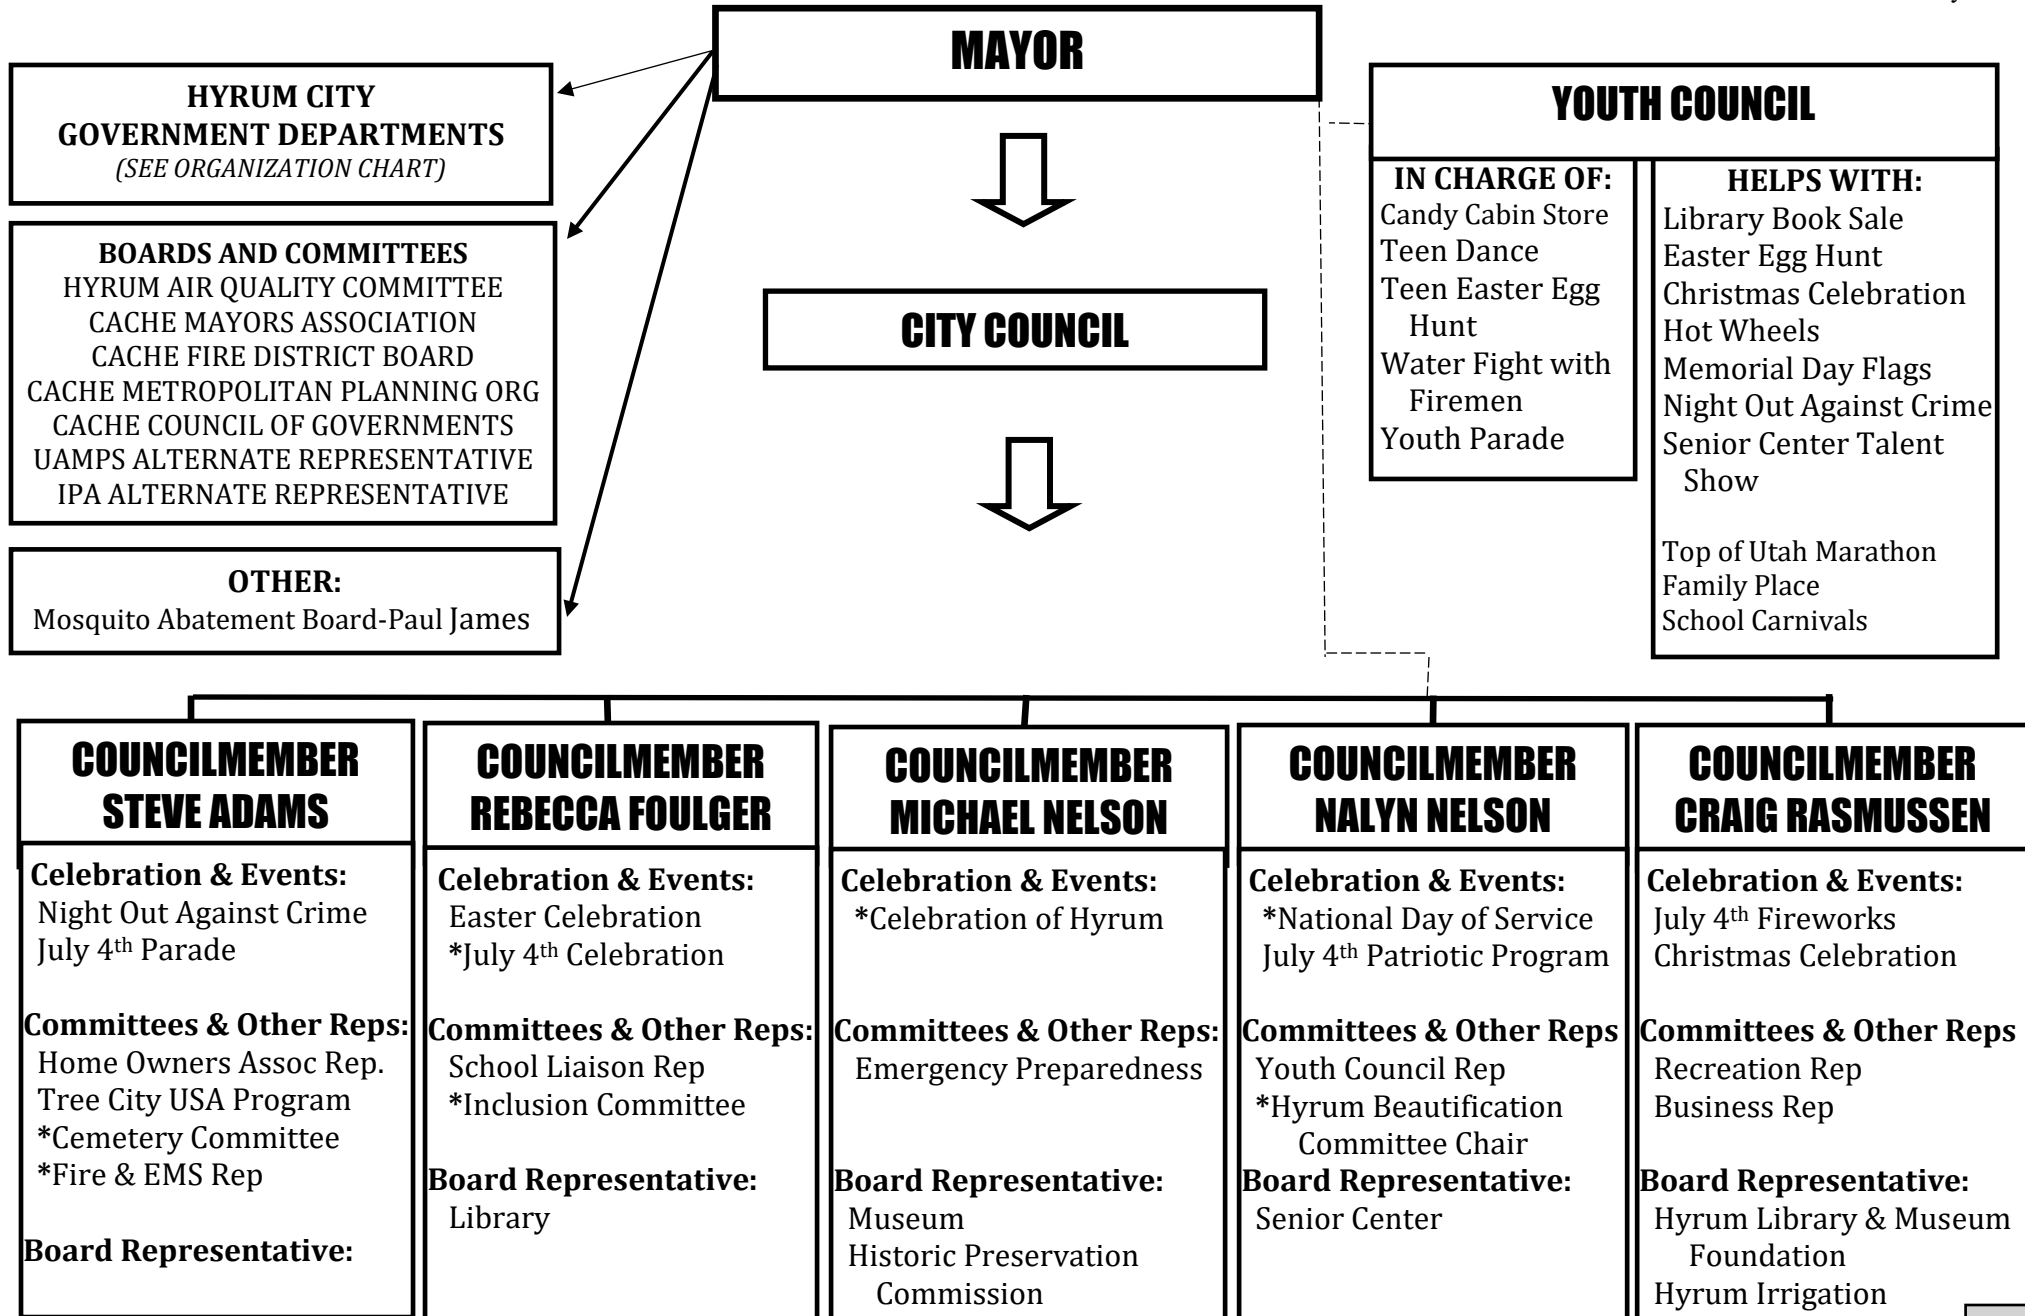 MAYOR
HYRUM CITY
GOVERNMENT DEPARTMENTS
(SEE ORGANIZATION CHART)
BOARDS AND COMMITTEES
HYRUM AIR QUALITY COMMITTEE
CACHE MAYORS ASSOCIATION
CACHE FIRE DISTRICT BOARD
CACHE METROPOLITAN PLANNING ORG
CACHE COUNCIL OF GOVERNMENTS
UAMPS ALTERNATE REPRESENTATIVE
IPA ALTERNATE REPRESENTATIVE
OTHER:
Mosquito Abatement Board-Paul James
CITY COUNCIL
YOUTH COUNCIL
IN CHARGE OF:
Candy Cabin Store
Teen Dance
Teen Easter Egg
Hunt
Water Fight with
Firemen
Youth Parade
HELPS WITH:
Library Book Sale
Easter Egg Hunt
Christmas Celebration
Hot Wheels
Memorial Day Flags
Night Out Against Crime
Senior Center Talent
Show
Top of Utah Marathon
Family Place
School Carnivals
COUNCILMEMBER
STEVE ADAMS
Celebration & Events:
Night Out Against Crime
July 4th Parade
Committees & Other Reps:
Home Owners Assoc Rep.
Tree City USA Program
*Cemetery Committee
*Fire & EMS Rep
Board Representative:
COUNCILMEMBER
REBECCA FOULGER
Celebration & Events:
Easter Celebration
*July 4th Celebration
Committees & Other Reps:
School Liaison Rep
*Inclusion Committee
Board Representative:
Library
COUNCILMEMBER
MICHAEL NELSON
Celebration & Events:
*Celebration of Hyrum
Committees & Other Reps:
Emergency Preparedness
Board Representative:
Museum
Historic Preservation
Commission
COUNCILMEMBER
NALYN NELSON
Celebration & Events:
*National Day of Service
July 4th Patriotic Program
Committees & Other Reps
Youth Council Rep
*Hyrum Beautification
Committee Chair
Board Representative:
Senior Center
COUNCILMEMBER
CRAIG RASMUSSEN
Celebration & Events:
July 4th Fireworks
Christmas Celebration
Committees & Other Reps
Recreation Rep
Business Rep
Board Representative:
Hyrum Library & Museum
Foundation
Hyrum Irrigation